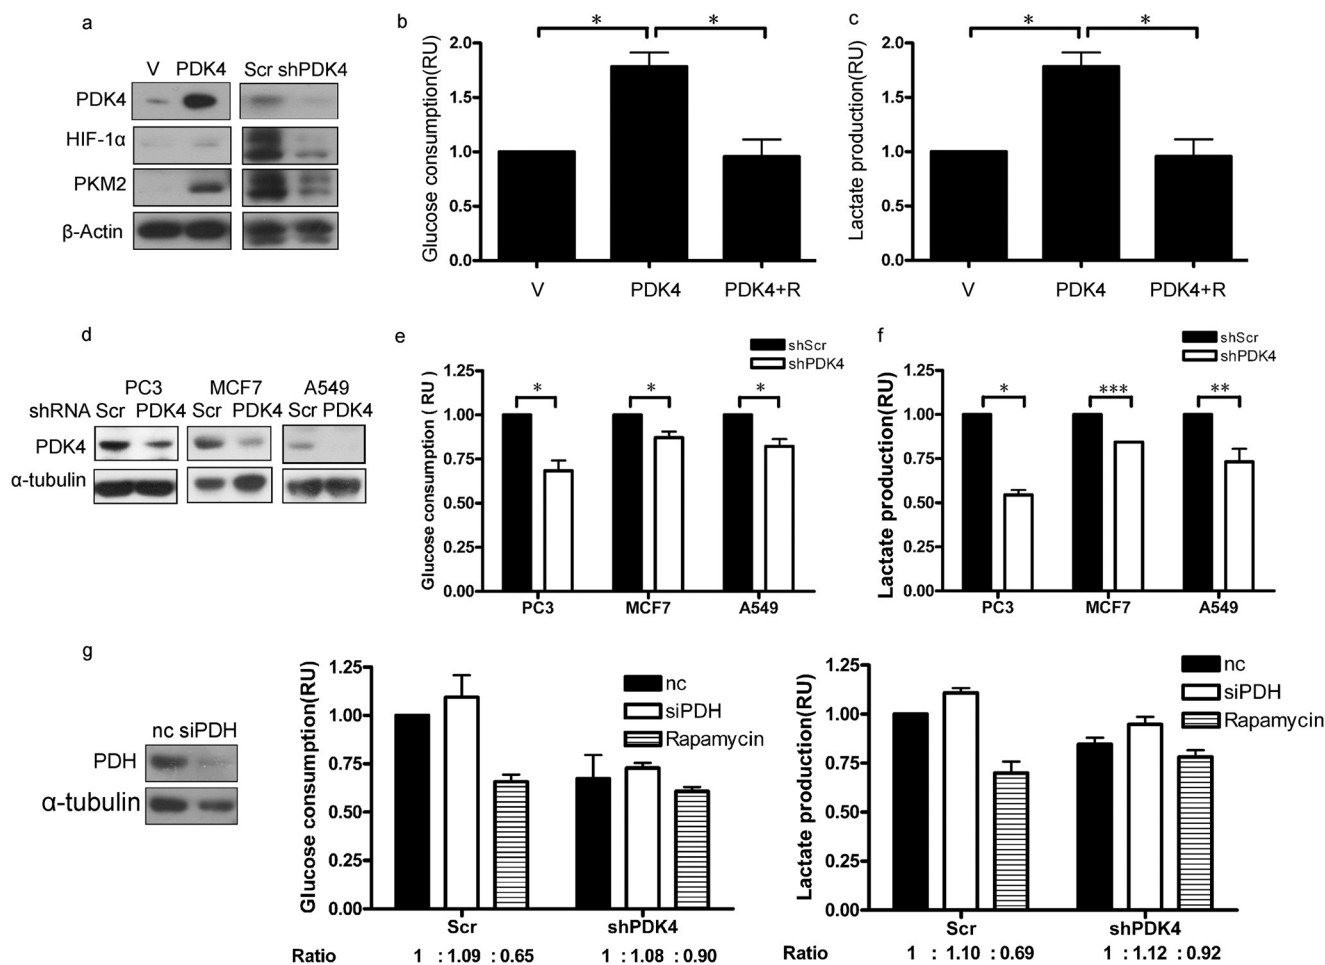 a
V PDK4 Scr shPDK4
PDK4
HIF-1α
PKM2
β-Actin
b
* *
Glucose consumption(RU)
2.0
1.5
1.0
0.5
0.0
V PDK4 PDK4+R
c
* *
Lactate production(RU)
2.0
1.5
1.0
0.5
0.0
V PDK4 PDK4+R
d
PC3 MCF7 A549
shRNA Scr PDK4 Scr PDK4 Scr PDK4
PDK4
α-tubulin
e
shScr
shPDK4
Glucose consumption ( RU )
1.25
1.00
0.75
0.50
0.25
0.00
* * *
PC3 MCF7 A549
f
shScr
shPDK4
Lactate production(RU)
1.25
1.00
0.75
0.50
0.25
0.00
* *** **
PC3 MCF7 A549
g
nc siPDH
PDH
α-tubulin
Glucose consumption(RU)
1.25
1.00
0.75
0.50
0.25
0.00
nc
siPDH
Rapamycin
Scr shPDK4
Ratio 1 : 1.09 : 0.65 1 : 1.08 : 0.90
Lactate production(RU)
1.25
1.00
0.75
0.50
0.25
0.00
nc
siPDH
Rapamycin
Scr shPDK4
Ratio 1 : 1.10 : 0.69 1 : 1.12 : 0.92